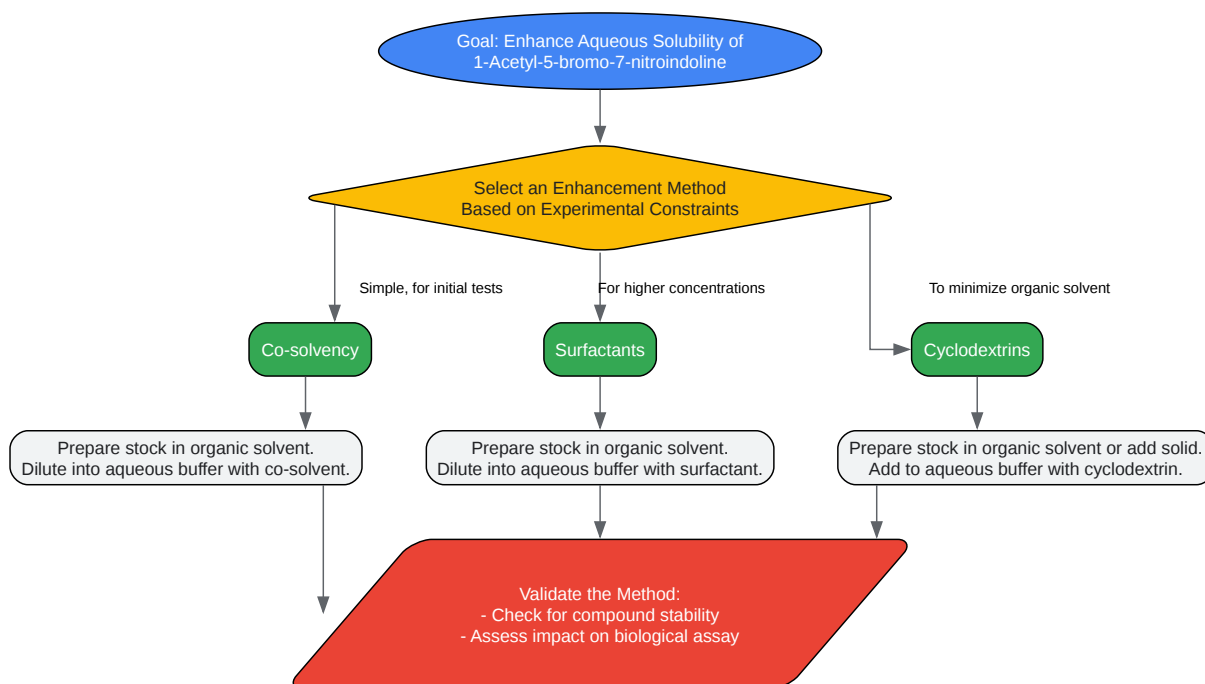 Goal: Enhance Aqueous Solubility of
1-Acetyl-5-bromo-7-nitroindoline
Select an Enhancement Method
Based on Experimental Constraints
Simple, for initial tests
For higher concentrations
To minimize organic solvent
Co-solvency
Surfactants
Cyclodextrins
Prepare stock in organic solvent.
Dilute into aqueous buffer with co-solvent.
Prepare stock in organic solvent.
Dilute into aqueous buffer with surfactant.
Prepare stock in organic solvent or add solid.
Add to aqueous buffer with cyclodextrin.
Validate the Method:
- Check for compound stability
- Assess impact on biological assay